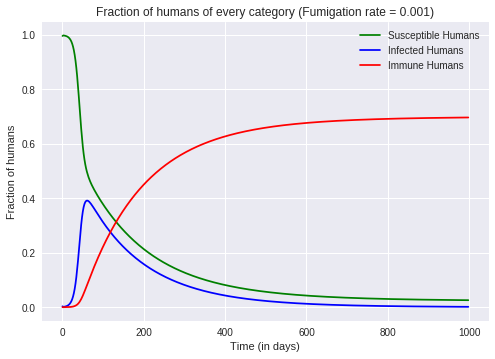 Fraction of humans of every category (Fumigation rate = 0.001)
Susceptible Humans
Infected Humans
Immune Humans
Fraction of humans
1.0
0.8
0.6
0.4
0.2
0.0
0
200
400
600
800
1000
Time (in days)